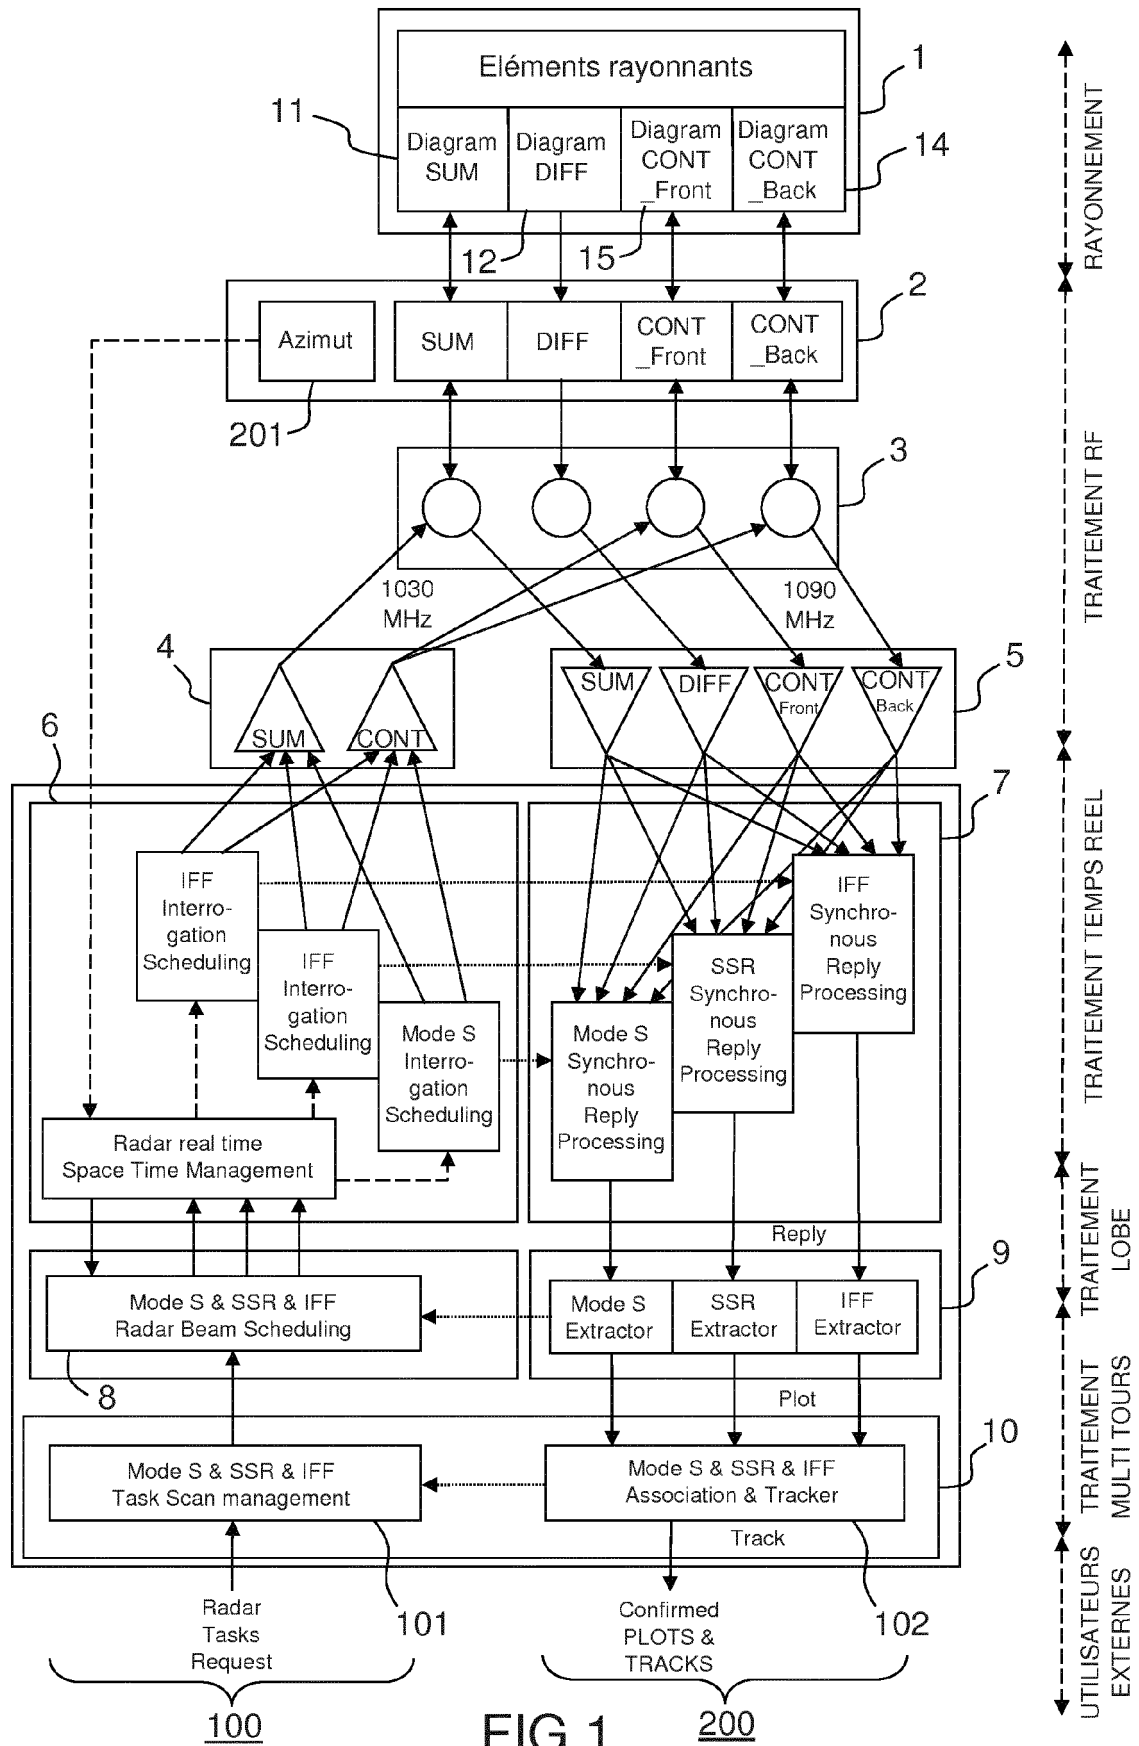 Eléments rayonnants
1
11
Diagram
SUM
Diagram
DIFF
Diagram
CONT
_Front
Diagram
CONT
_Back
14
12
15
RAYONNEMENT
2
Azimut
SUM
DIFF
CONT
_Front
CONT
_Back
201
3
TRAITEMENT RF
1030
MHz
1090
MHz
4
SUM
CONT
5
SUM
DIFF
CONT
Front
CONT
Back
6
7
IFF
Interro-
gation
Scheduling
IFF
Interro-
gation
Scheduling
Mode S
Interro-
gation
Scheduling
IFF
Synchro-
nous
Reply
Processing
SSR
Synchro-
nous
Reply
Processing
Mode S
Synchro-
nous
Reply
Processing
TRAITEMENT TEMPS REEL
Radar real time
Space Time Management
Reply
TRAITEMENT
LOBE
Mode S & SSR & IFF
Radar Beam Scheduling
8
Mode S
Extractor
SSR
Extractor
IFF
Extractor
9
Plot
TRAITEMENT
MULTI TOURS
10
Mode S & SSR & IFF
Task Scan management
Mode S & SSR & IFF
Association & Tracker
Track
101
102
Radar
Tasks
Request
Confirmed
PLOTS &
TRACKS
UTILISATEURS
EXTERNES
100
200
FIG.1